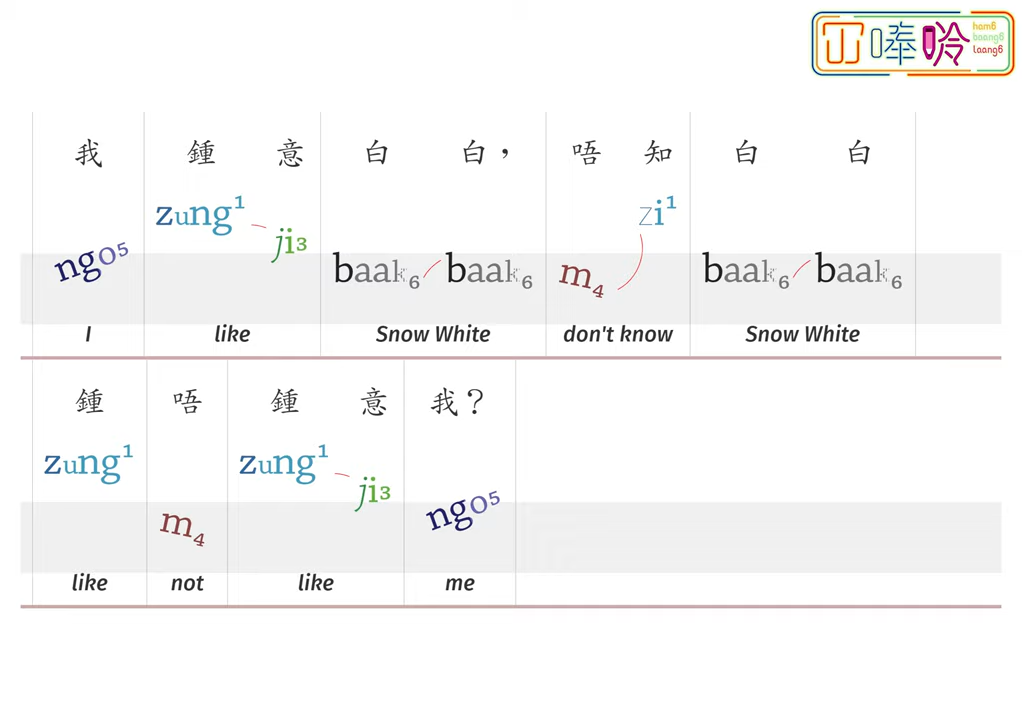 冚唪唥 ham6 baang6 laang6
我 鍾 意 白 白， 唔 知 白 白
zung1 zi1
ngo5 ji3 baak6 baak6 m4 baak6 baak6
I like Snow White don't know Snow White
鍾 唔 鍾 意 我？
zung1 zung1 ji3
m4 ngo5
like not like me